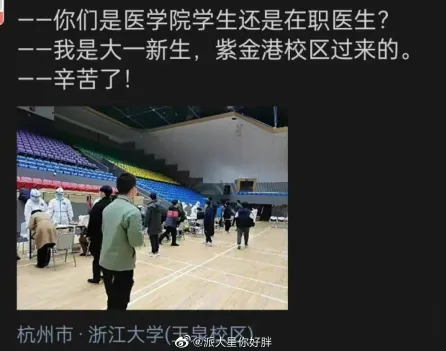 ——你们是医学院学生还是在职医生？
——我是大一新生，紫金港校区过来的。
——辛苦了！
杭州市·浙江大学(玉泉校区)
@派大星你好胖